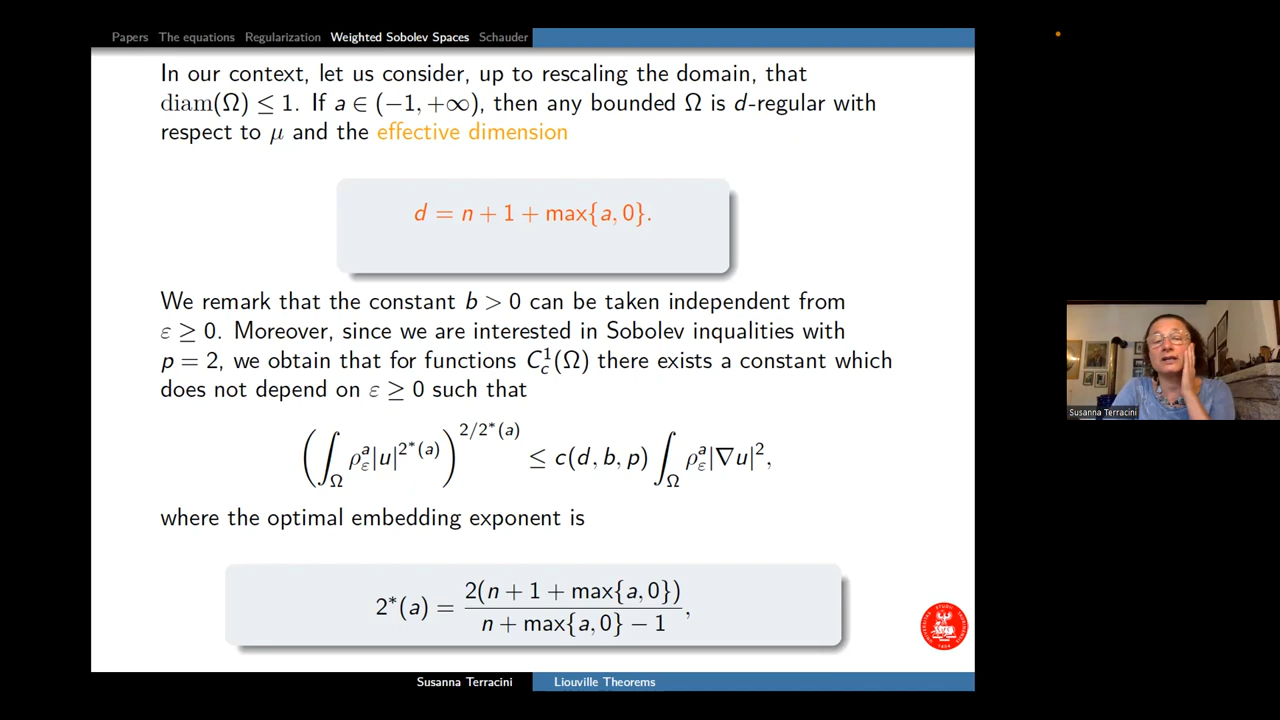 Papers The equations Regularization Weighted Sobolev Spaces Schauder
In our context, let us consider, up to rescaling the domain, that
diam(Ω) ≤ 1. If a ∈ (−1, +∞), then any bounded Ω is d-regular with
respect to μ and the effective dimension
d = n + 1 + max{a, 0}.
We remark that the constant b > 0 can be taken independent from
ε ≥ 0. Moreover, since we are interested in Sobolev inqualities with
p = 2, we obtain that for functions C_c^1(Ω) there exists a constant which
does not depend on ε ≥ 0 such that
(∫_Ω ρ_ε^a |u|^{2*(a)})^{2/2*(a)} ≤ c(d, b, p) ∫_Ω ρ_ε^a |∇u|^2,
where the optimal embedding exponent is
2*(a) = 2(n + 1 + max{a, 0}) / n + max{a, 0} − 1,
Susanna Terracini Liouville Theorems
Susanna Terracini